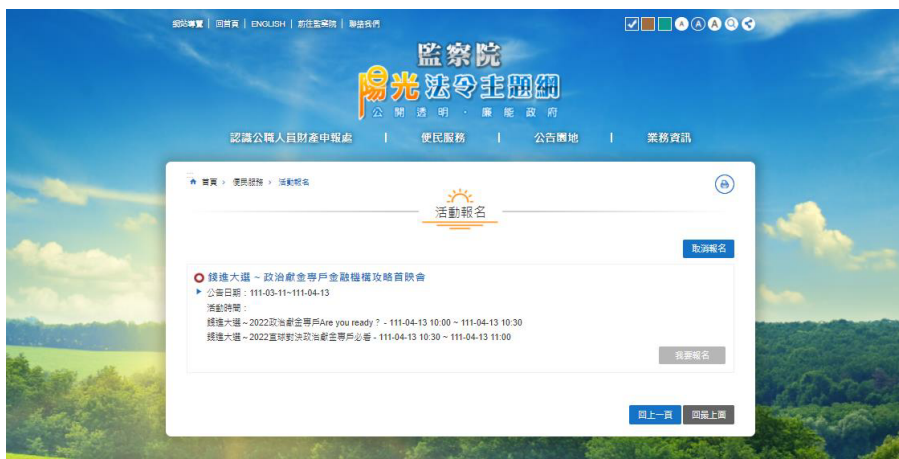 網站導覽 | 回首頁 | ENGLISH | 前往監察院 | 聯絡我們
A A A
監察院
陽光法令主題網
公開透明・廉能政府
認識公職人員財產申報處 | 便民服務 | 公告園地 | 業務資訊
首頁 > 便民服務 > 活動報名
活動報名
取消報名
錢進大選 ~ 政治獻金專戶金融機構攻略首映會
公告日期:111-03-11~111-04-13
活動時間:
錢進大選~2022政治獻金專戶Are you ready ? - 111-04-13 10:00 ~ 111-04-13 10:30
錢進大選~2022直球對決政治獻金專戶必看 - 111-04-13 10:30 ~ 111-04-13 11:00
我要報名
回上一頁 回最上面